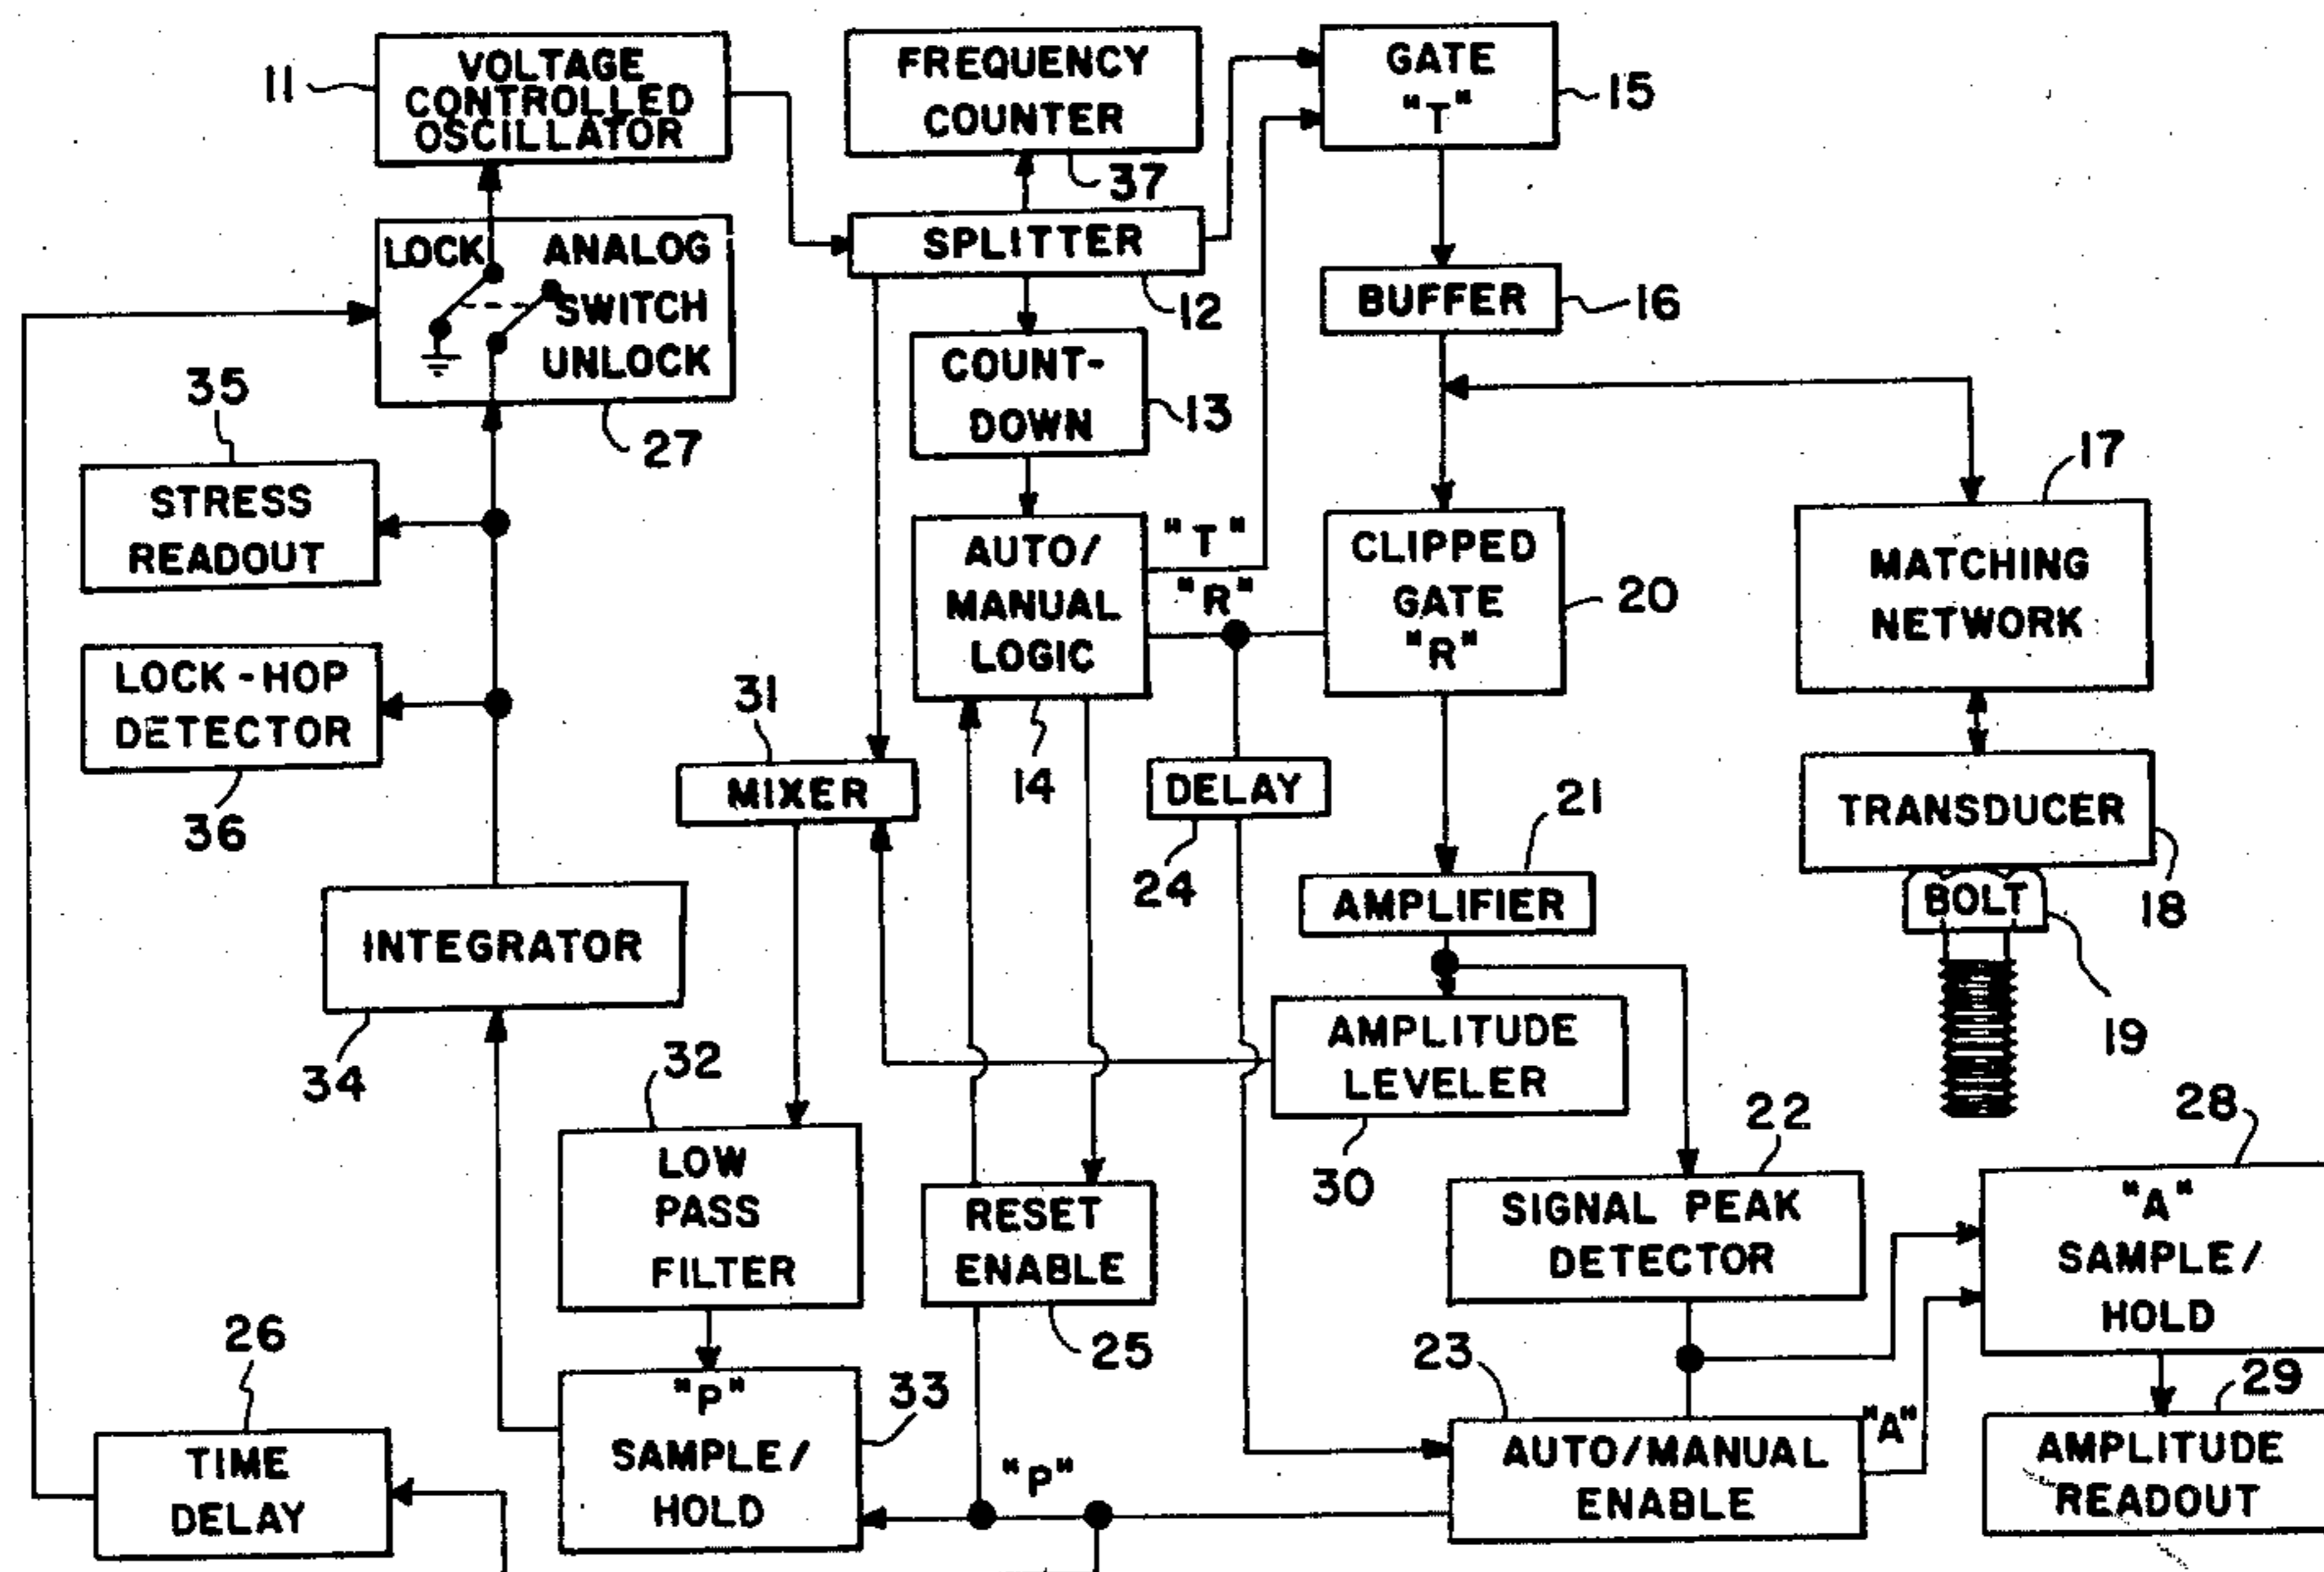 11
VOLTAGE
CONTROLLED
OSCILLATOR
FREQUENCY
COUNTER
37
GATE
"T"
15
LOCK
ANALOG
SWITCH
UNLOCK
27
SPLITTER
12
BUFFER
16
COUNT-
DOWN
13
35
STRESS
READOUT
17
MATCHING
NETWORK
AUTO/
MANUAL
LOGIC
14
"T"
"R"
CLIPPED
GATE
"R"
20
LOCK-HOP
DETECTOR
36
31
MIXER
DELAY
24
21
AMPLIFIER
TRANSDUCER
18
BOLT
19
INTEGRATOR
34
AMPLITUDE
LEVELER
30
32
LOW
PASS
FILTER
RESET
ENABLE
25
22
SIGNAL PEAK
DETECTOR
28
"A"
SAMPLE/
HOLD
26
TIME
DELAY
"P"
SAMPLE/
HOLD
33
"P"
23
AUTO/MANUAL
ENABLE
"A"
29
AMPLITUDE
READOUT